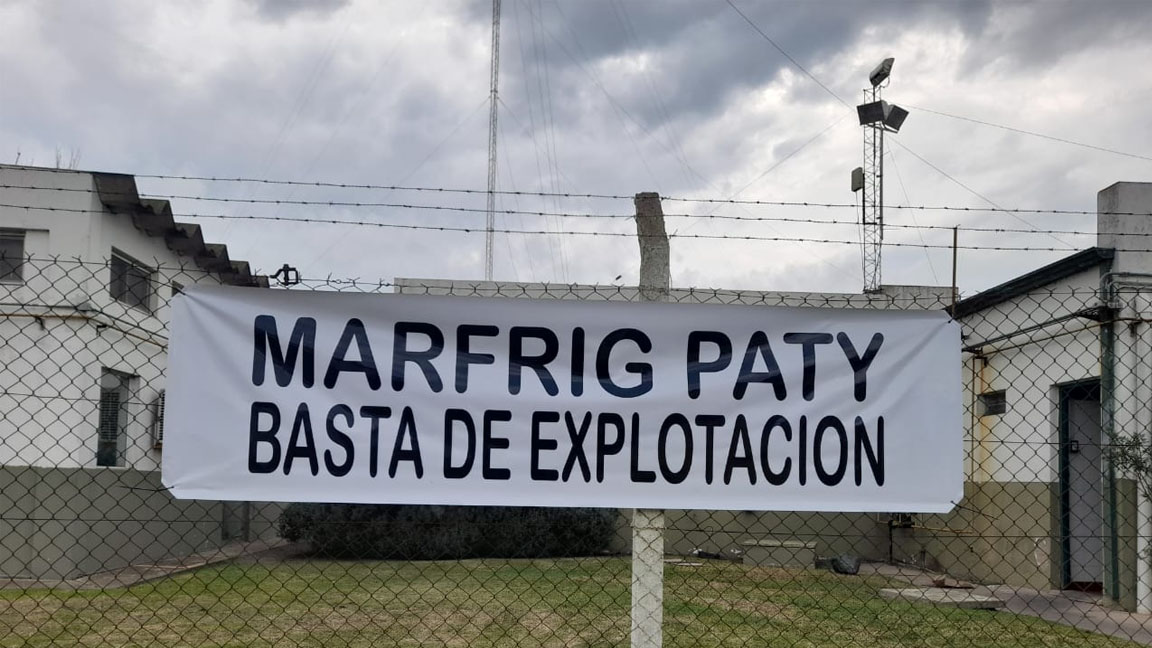 MARFRIG PATY
BASTA DE EXPLOTACION